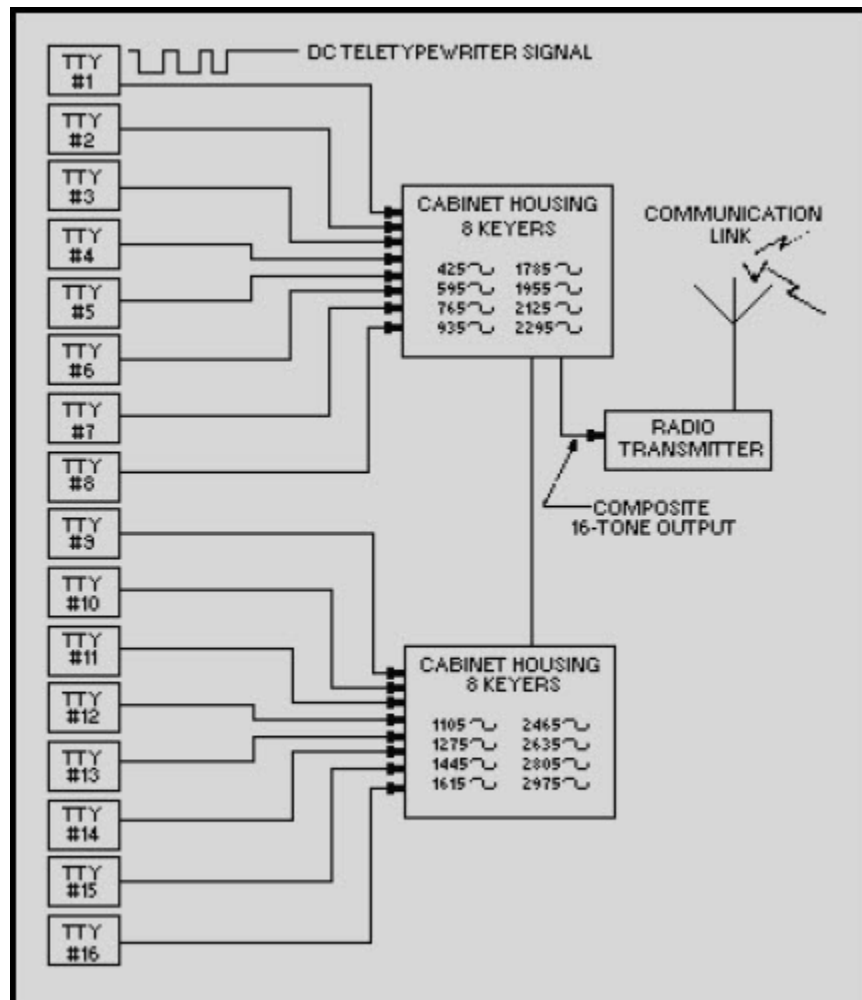 TTY
#1
DC TELETYPEWRITER SIGNAL
TTY
#2
TTY
#3
TTY
#4
TTY
#5
TTY
#6
TTY
#7
TTY
#8
CABINET HOUSING
8 KEYERS
425 1785
595 1955
765 2125
935 2295
COMMUNICATION
LINK
RADIO
TRANSMITTER
COMPOSITE
16-TONE OUTPUT
TTY
#9
TTY
#10
TTY
#11
TTY
#12
TTY
#13
TTY
#14
TTY
#15
TTY
#16
CABINET HOUSING
8 KEYERS
1105 2465
1275 2635
1445 2805
1615 2975